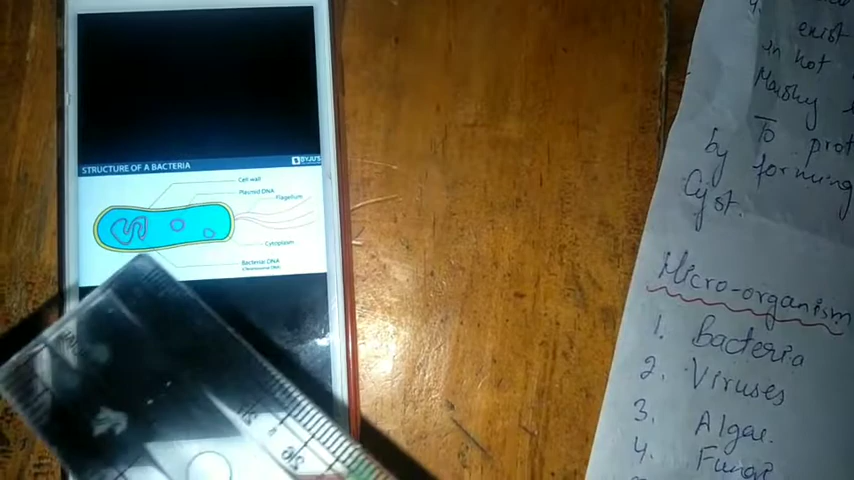 STRUCTURE OF A BACTERIA
BYJU'S
Cell wall
Plasmid DNA
Flagellum
Cytoplasm
Bacterial DNA
exist
in hot
Marshy
To prot
by forming
Cyst.
Micro-organism
1. Bacteria
2. Viruses
3. Algae.
4. Fungi